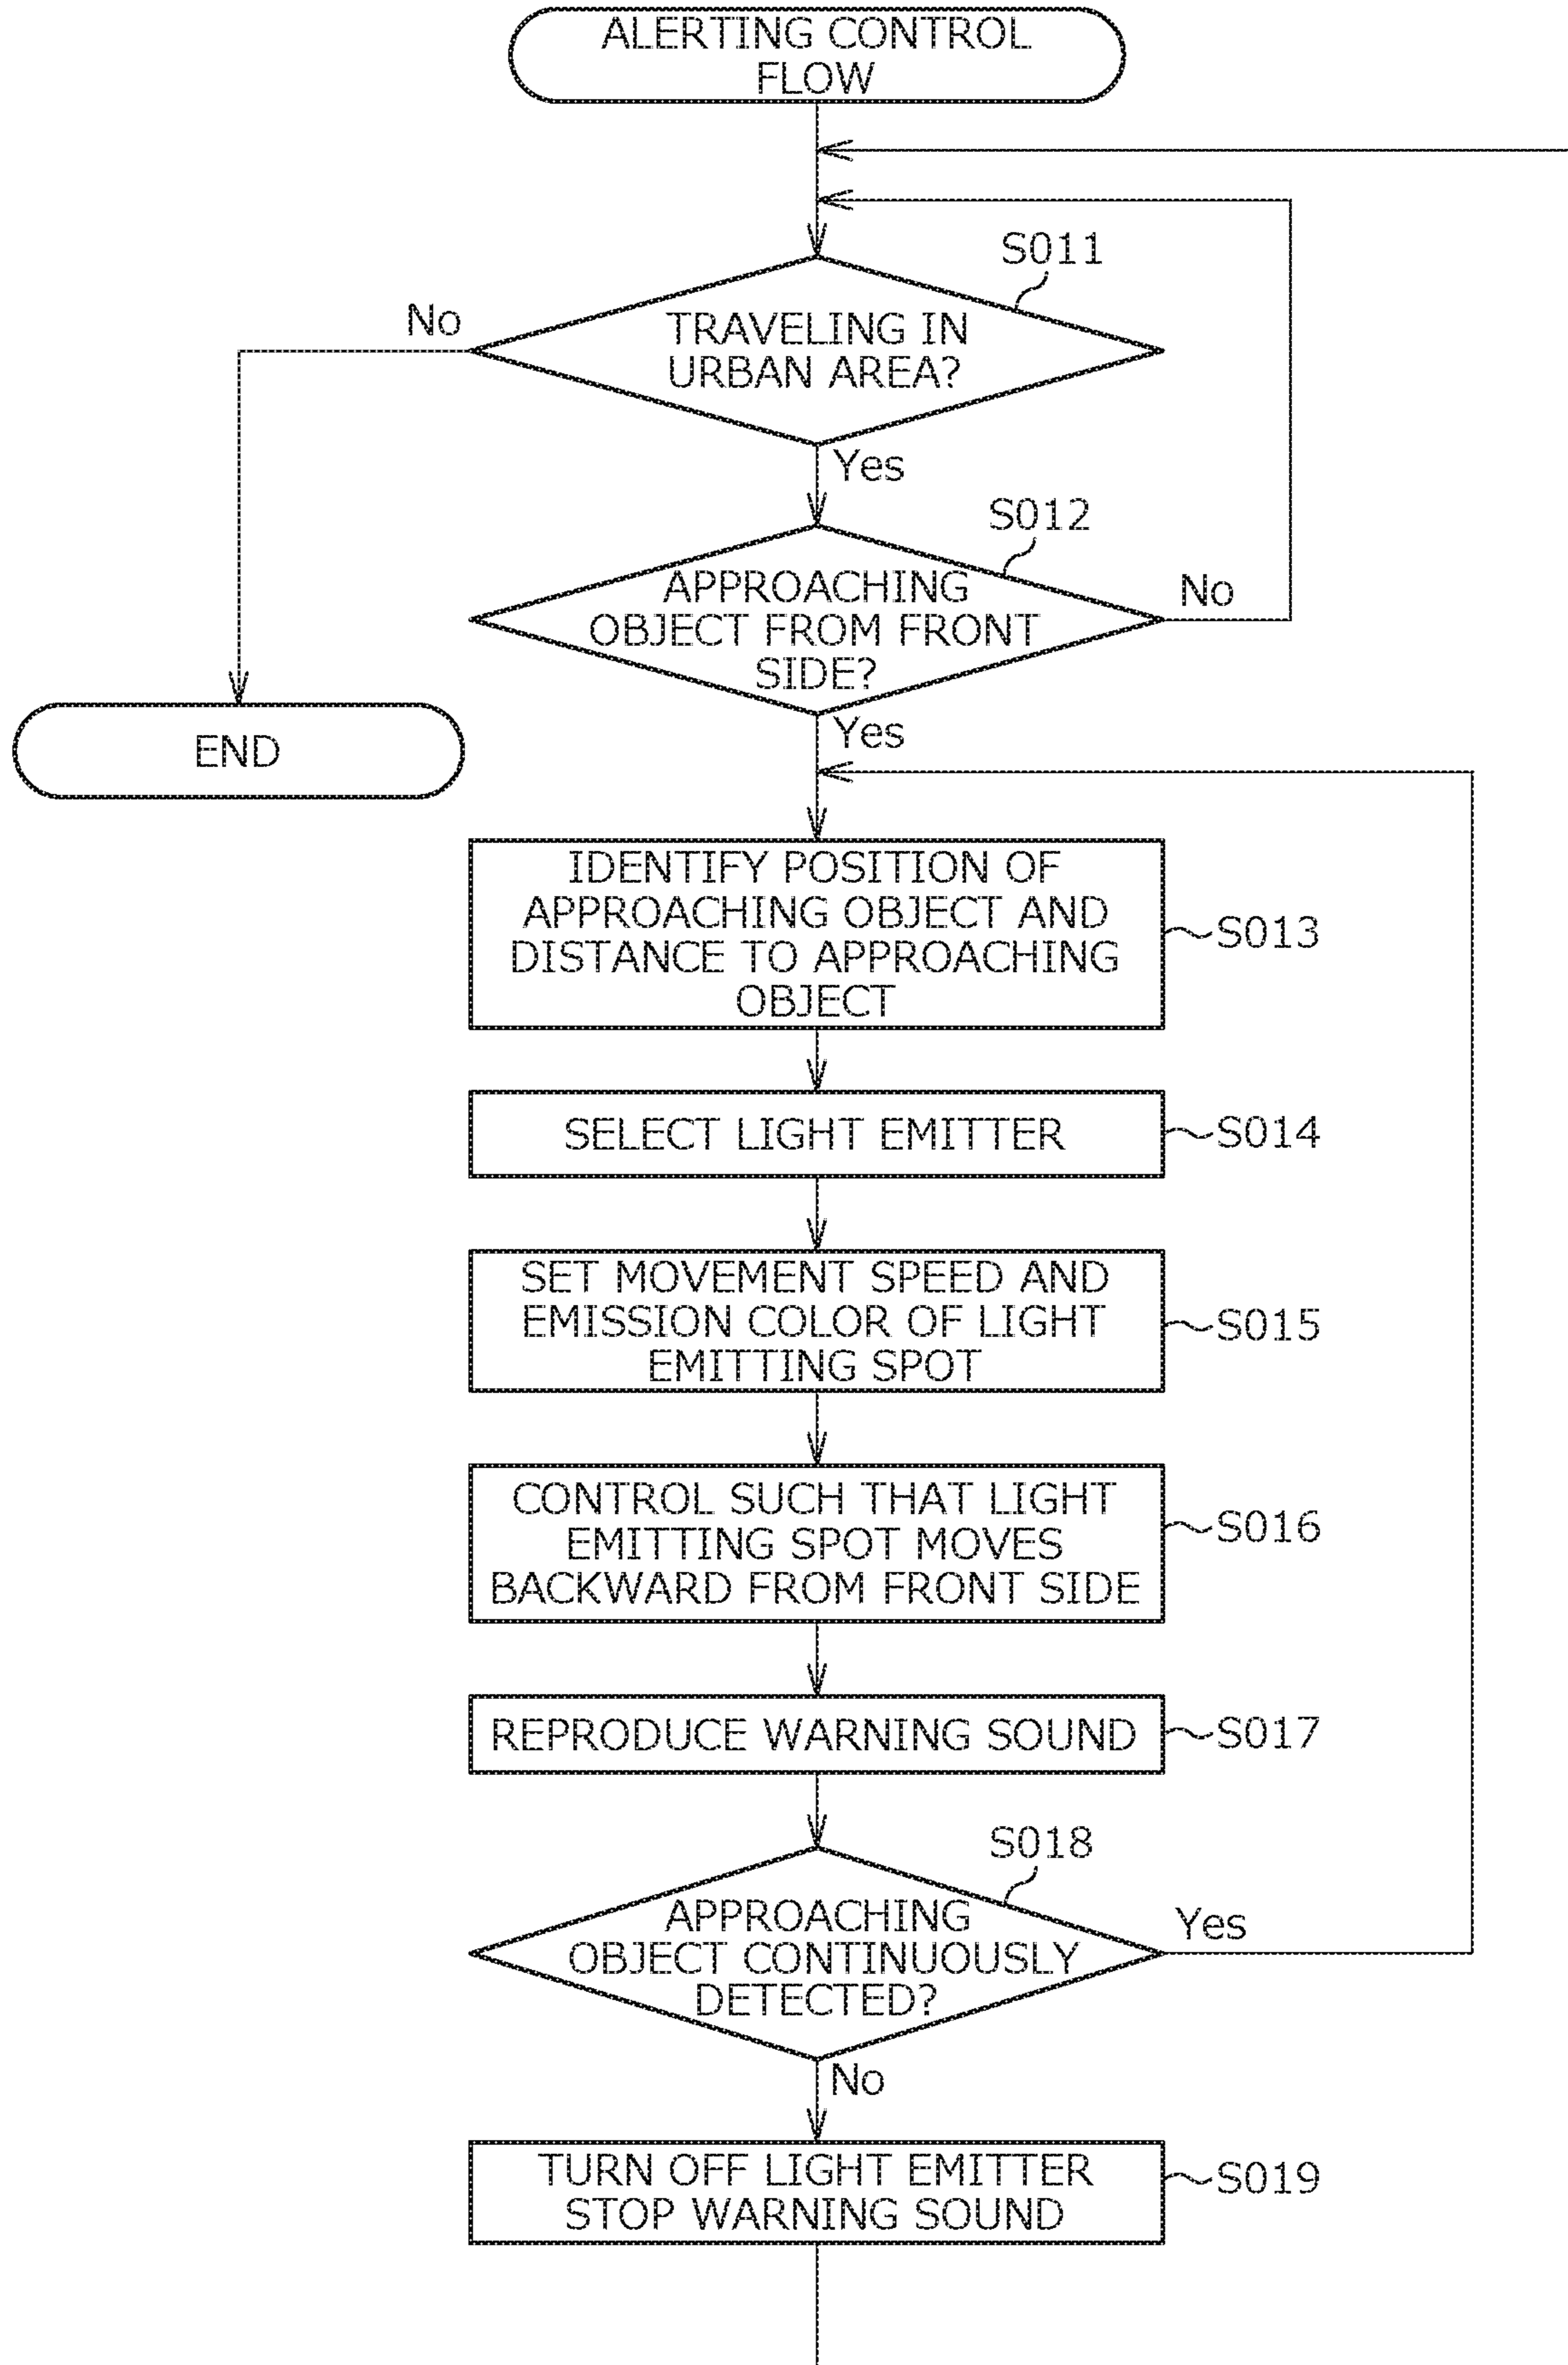 ALERTING CONTROL
FLOW
S011
No
TRAVELING IN
URBAN AREA?
Yes
S012
APPROACHING
OBJECT FROM FRONT
SIDE?
No
Yes
END
IDENTIFY POSITION OF
APPROACHING OBJECT AND
DISTANCE TO APPROACHING
OBJECT
S013
SELECT LIGHT EMITTER
S014
SET MOVEMENT SPEED AND
EMISSION COLOR OF LIGHT
EMITTING SPOT
S015
CONTROL SUCH THAT LIGHT
EMITTING SPOT MOVES
BACKWARD FROM FRONT SIDE
S016
REPRODUCE WARNING SOUND
S017
S018
APPROACHING
OBJECT CONTINUOUSLY
DETECTED?
Yes
No
TURN OFF LIGHT EMITTER
STOP WARNING SOUND
S019